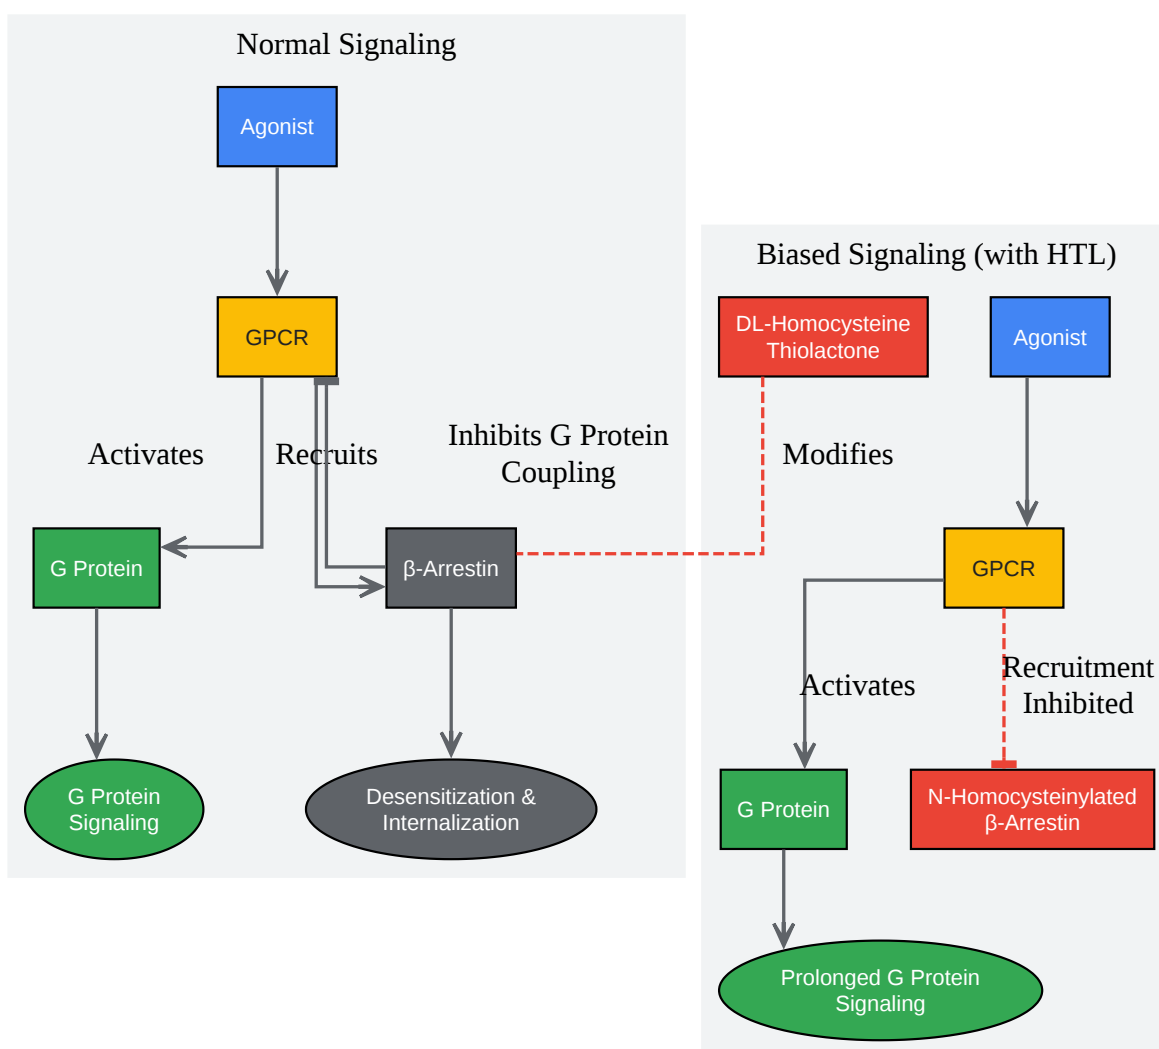 Normal Signaling
Agonist
GPCR
Activates
Recruits
Inhibits G Protein
Coupling
G Protein
β-Arrestin
G Protein
Signaling
Desensitization &
Internalization
Biased Signaling (with HTL)
DL-Homocysteine
Thiolactone
Agonist
Modifies
GPCR
Activates
Recruitment
Inhibited
G Protein
N-Homocysteinylated
β-Arrestin
Prolonged G Protein
Signaling